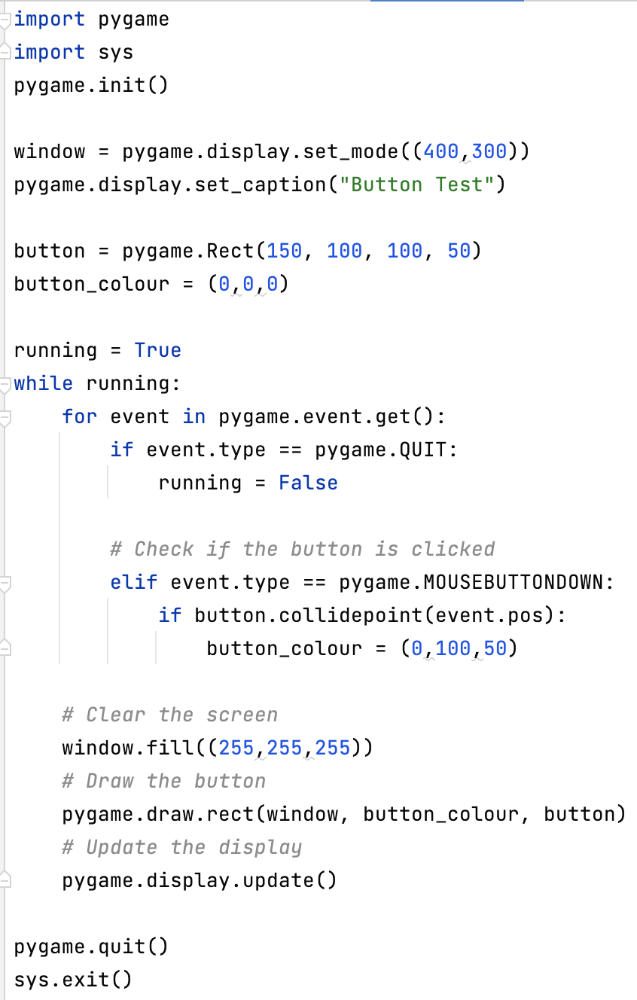 import pygame
import sys
pygame.init()

window = pygame.display.set_mode((400,300))
pygame.display.set_caption("Button Test")

button = pygame.Rect(150, 100, 100, 50)
button_colour = (0,0,0)

running = True
while running:
    for event in pygame.event.get():
        if event.type == pygame.QUIT:
            running = False

        # Check if the button is clicked
        elif event.type == pygame.MOUSEBUTTONDOWN:
            if button.collidepoint(event.pos):
                button_colour = (0,100,50)

    # Clear the screen
    window.fill((255,255,255))
    # Draw the button
    pygame.draw.rect(window, button_colour, button)
    # Update the display
    pygame.display.update()

pygame.quit()
sys.exit()